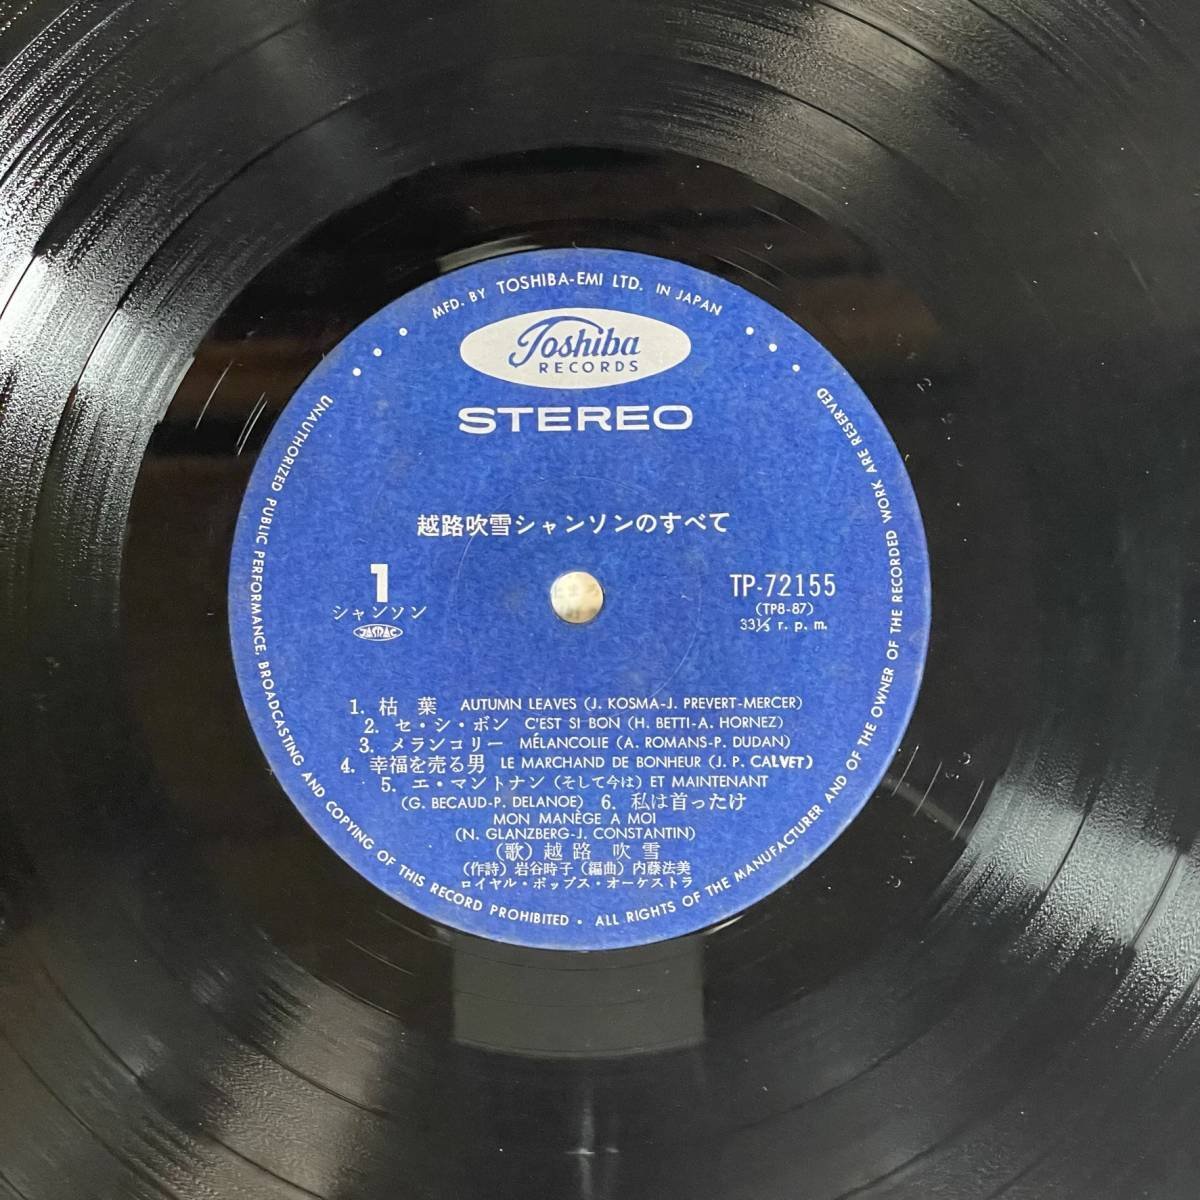 MFD. BY TOSHIBA-EMI LTD. IN JAPAN
Toshiba
RECORDS
STEREO
越路吹雪シャンソンのすべて
1
シャンソン
JASRAC
TP-72155
(TP8-87)
33⅓ r.p.m.
1. 枯 葉 AUTUMN LEAVES (J. KOSMA-J. PREVERT-MERCER)
2. セ・シ・ボン C'EST SI BON (H. BETTI-A. HORNEZ)
3. メランコリー MÉLANCOLIE (A. ROMANS-P. DUDAN)
4. 幸福を売る男 LE MARCHAND DE BONHEUR (J. P. CALVET)
5. エ・マントナン (そして今は) ET MAINTENANT
(G. BECAUD-P. DELANOE) 6. 私は首ったけ
MON MANÈGE A MOI
(N. GLANZBERG-J. CONSTANTIN)
(歌) 越 路 吹 雪
(作詩) 岩谷時子 (編曲) 内藤法美
ロイヤル・ポップス・オーケストラ
UNAUTHORIZED PUBLIC PERFORMANCE, BROADCASTING AND COPYING OF THIS RECORD PROHIBITED • ALL RIGHTS OF THE MANUFACTURER AND OF THE OWNER OF THE RECORDED WORK ARE RESERVED